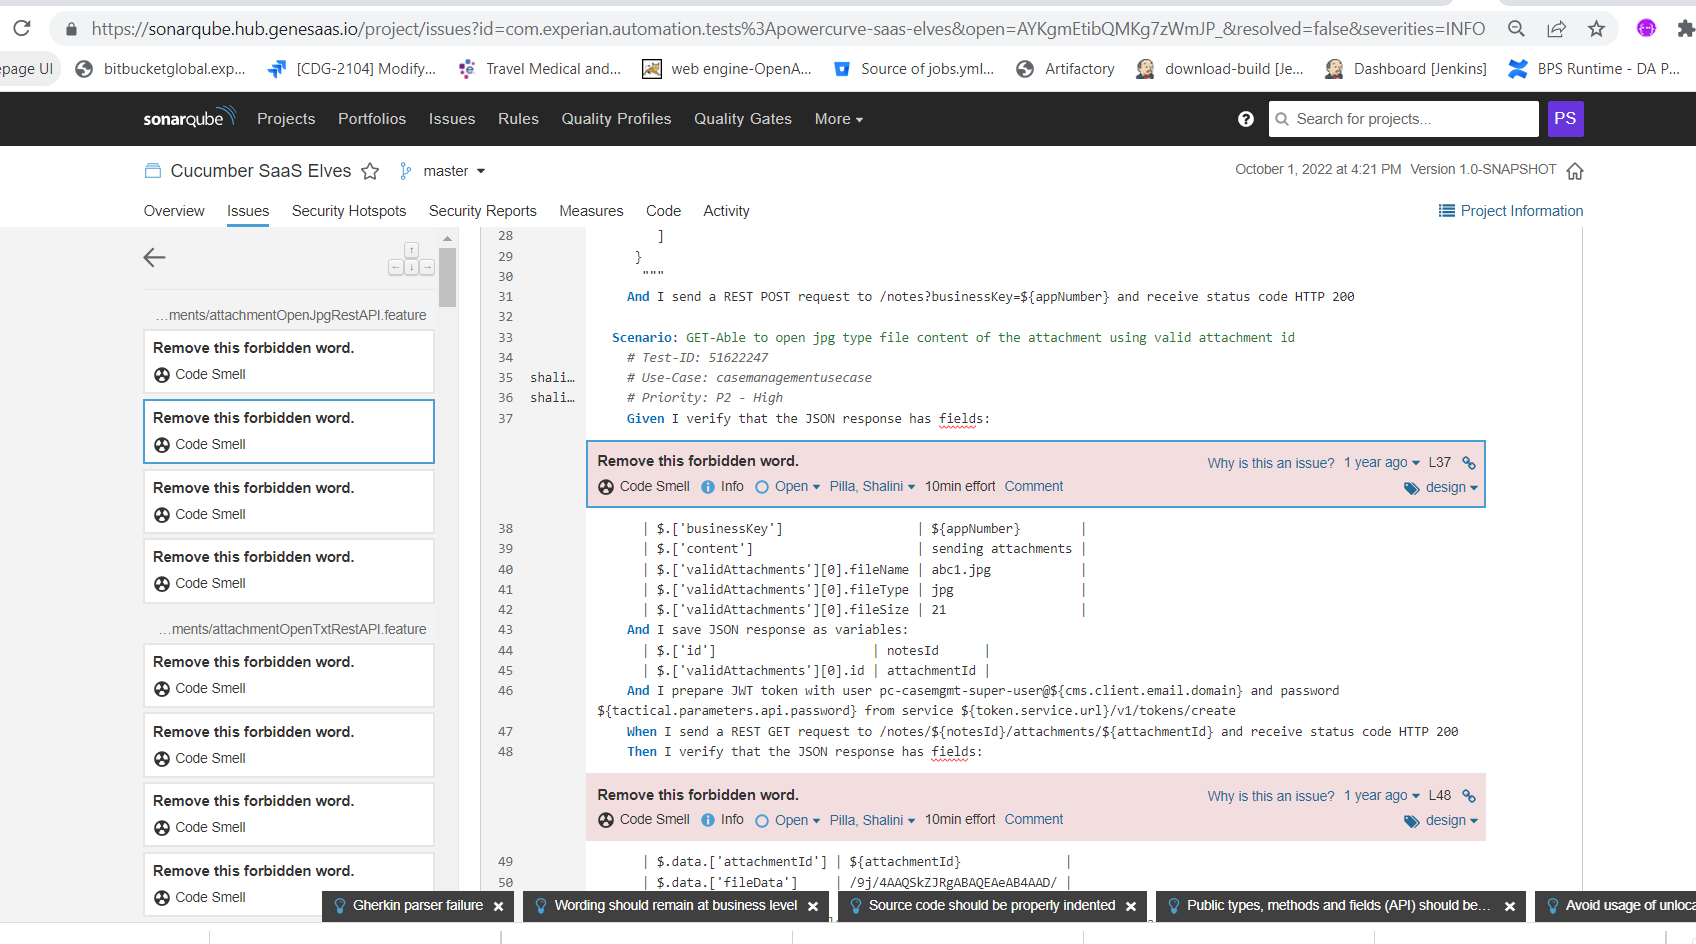 https://sonarqube.hub.genesaas.io/project/issues?id=com.experian.automation.tests%3Apowercurve-saas-elves&open=AYKgmEtibQMKg7zWmJP_&resolved=false&severities=INFO
epage UI bitbucketglobal.exp... [CDG-2104] Modify... Travel Medical and... web engine-OpenA... Source of jobs.yml... Artifactory download-build [Je... Dashboard [Jenkins] BPS Runtime - DA P...
sonarqube Projects Portfolios Issues Rules Quality Profiles Quality Gates More ? Search for projects... PS
Cucumber SaaS Elves master October 1, 2022 at 4:21 PM Version 1.0-SNAPSHOT
Overview Issues Security Hotspots Security Reports Measures Code Activity Project Information
...ments/attachmentOpenJpgRestAPI.feature
Remove this forbidden word.
Code Smell
Remove this forbidden word.
Code Smell
Remove this forbidden word.
Code Smell
Remove this forbidden word.
Code Smell
...ments/attachmentOpenTxtRestAPI.feature
Remove this forbidden word.
Code Smell
Remove this forbidden word.
Code Smell
Remove this forbidden word.
Code Smell
Remove this forbidden word.
Code Smell
28 ]
29 }
30 """
31 And I send a REST POST request to /notes?businessKey=${appNumber} and receive status code HTTP 200
32
33 Scenario: GET-Able to open jpg type file content of the attachment using valid attachment id
34 # Test-ID: 51622247
35 shali... # Use-Case: casemanagementusecase
36 shali... # Priority: P2 - High
37 Given I verify that the JSON response has fields:
Remove this forbidden word. Why is this an issue? 1 year ago L37
Code Smell Info Open Pilla, Shalini 10min effort Comment design
38 | $.['businessKey'] | ${appNumber} |
39 | $.['content'] | sending attachments |
40 | $.['validAttachments'][0].fileName | abc1.jpg |
41 | $.['validAttachments'][0].fileType | jpg |
42 | $.['validAttachments'][0].fileSize | 21 |
43 And I save JSON response as variables:
44 | $.['id'] | notesId |
45 | $.['validAttachments'][0].id | attachmentId |
46 And I prepare JWT token with user pc-casemgmt-super-user@${cms.client.email.domain} and password
${tactical.parameters.api.password} from service ${token.service.url}/v1/tokens/create
47 When I send a REST GET request to /notes/${notesId}/attachments/${attachmentId} and receive status code HTTP 200
48 Then I verify that the JSON response has fields:
Remove this forbidden word. Why is this an issue? 1 year ago L48
Code Smell Info Open Pilla, Shalini 10min effort Comment design
49 | $.data.['attachmentId'] | ${attachmentId} |
50 | $.data.['fileData'] | /9j/4AAQSkZJRgABAQEAeAB4AAD/ |
Gherkin parser failure Wording should remain at business level Source code should be properly indented Public types, methods and fields (API) should be... Avoid usage of unloca